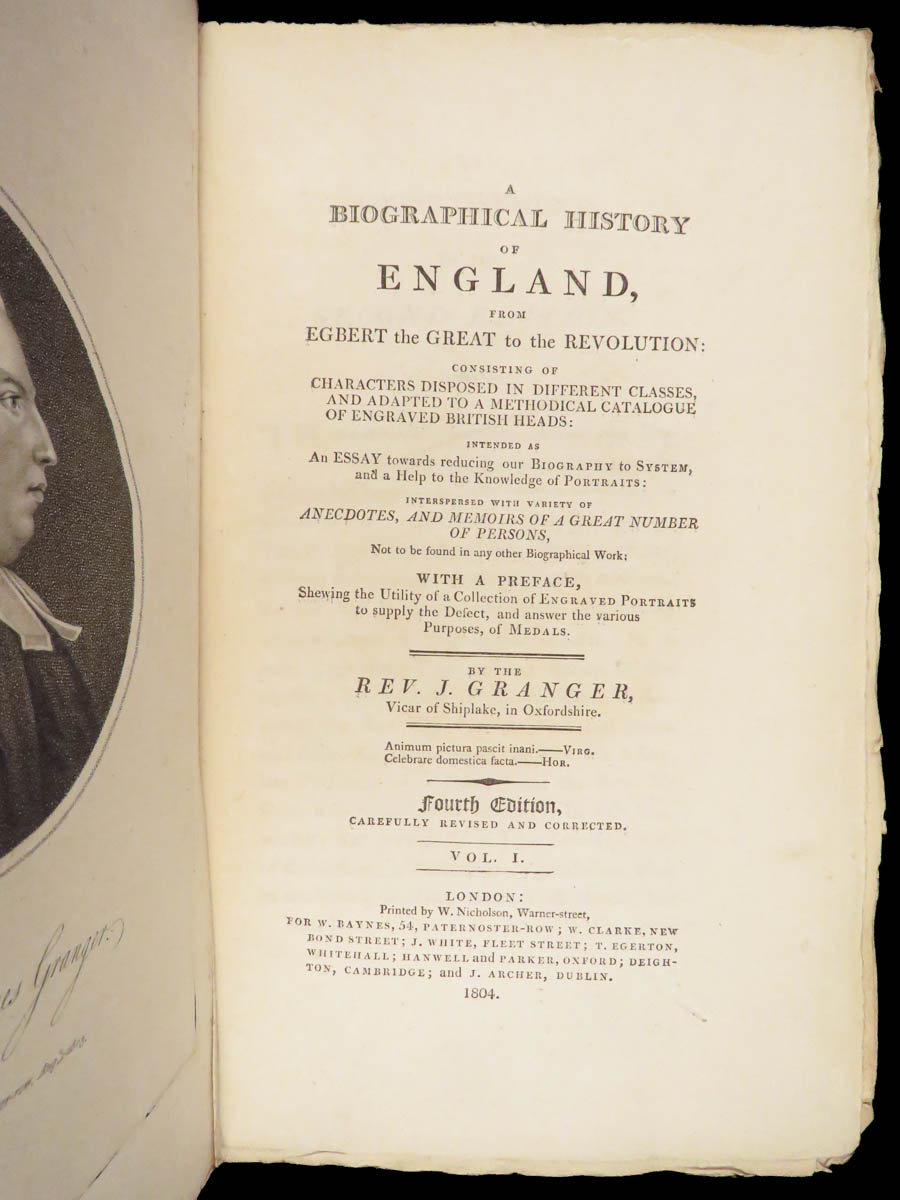 A
BIOGRAPHICAL HISTORY
OF
ENGLAND,
FROM
EGBERT the GREAT to the REVOLUTION:
CONSISTING OF
CHARACTERS DISPOSED IN DIFFERENT CLASSES,
AND ADAPTED TO A METHODICAL CATALOGUE
OF ENGRAVED BRITISH HEADS:
INTENDED AS
An ESSAY towards reducing our BIOGRAPHY to SYSTEM,
and a Help to the Knowledge of PORTRAITS:
INTERSPERSED WITH VARIETY OF
ANECDOTES, AND MEMOIRS OF A GREAT NUMBER
OF PERSONS,
Not to be found in any other Biographical Work;
WITH A PREFACE,
Shewing the Utility of a Collection of ENGRAVED PORTRAITS
to supply the Defect, and answer the various
Purposes, of MEDALS.
BY THE
REV. J. GRANGER,
Vicar of Shiplake, in Oxfordshire.
Animum pictura pascit inani.——VIRG.
Celebrare domestica facta.——HOR.
Fourth Edition,
CAREFULLY REVISED AND CORRECTED.
VOL. I.
LONDON:
Printed by W. Nicholson, Warner-street,
FOR W. BAYNES, 54, PATERNOSTER-ROW; W. CLARKE, NEW
BOND STREET; J. WHITE, FLEET STREET; T. EGERTON,
WHITEHALL; HANWELL and PARKER, OXFORD; DEIGH-
TON, CAMBRIDGE; and J. ARCHER, DUBLIN.
1804.
es Granger.